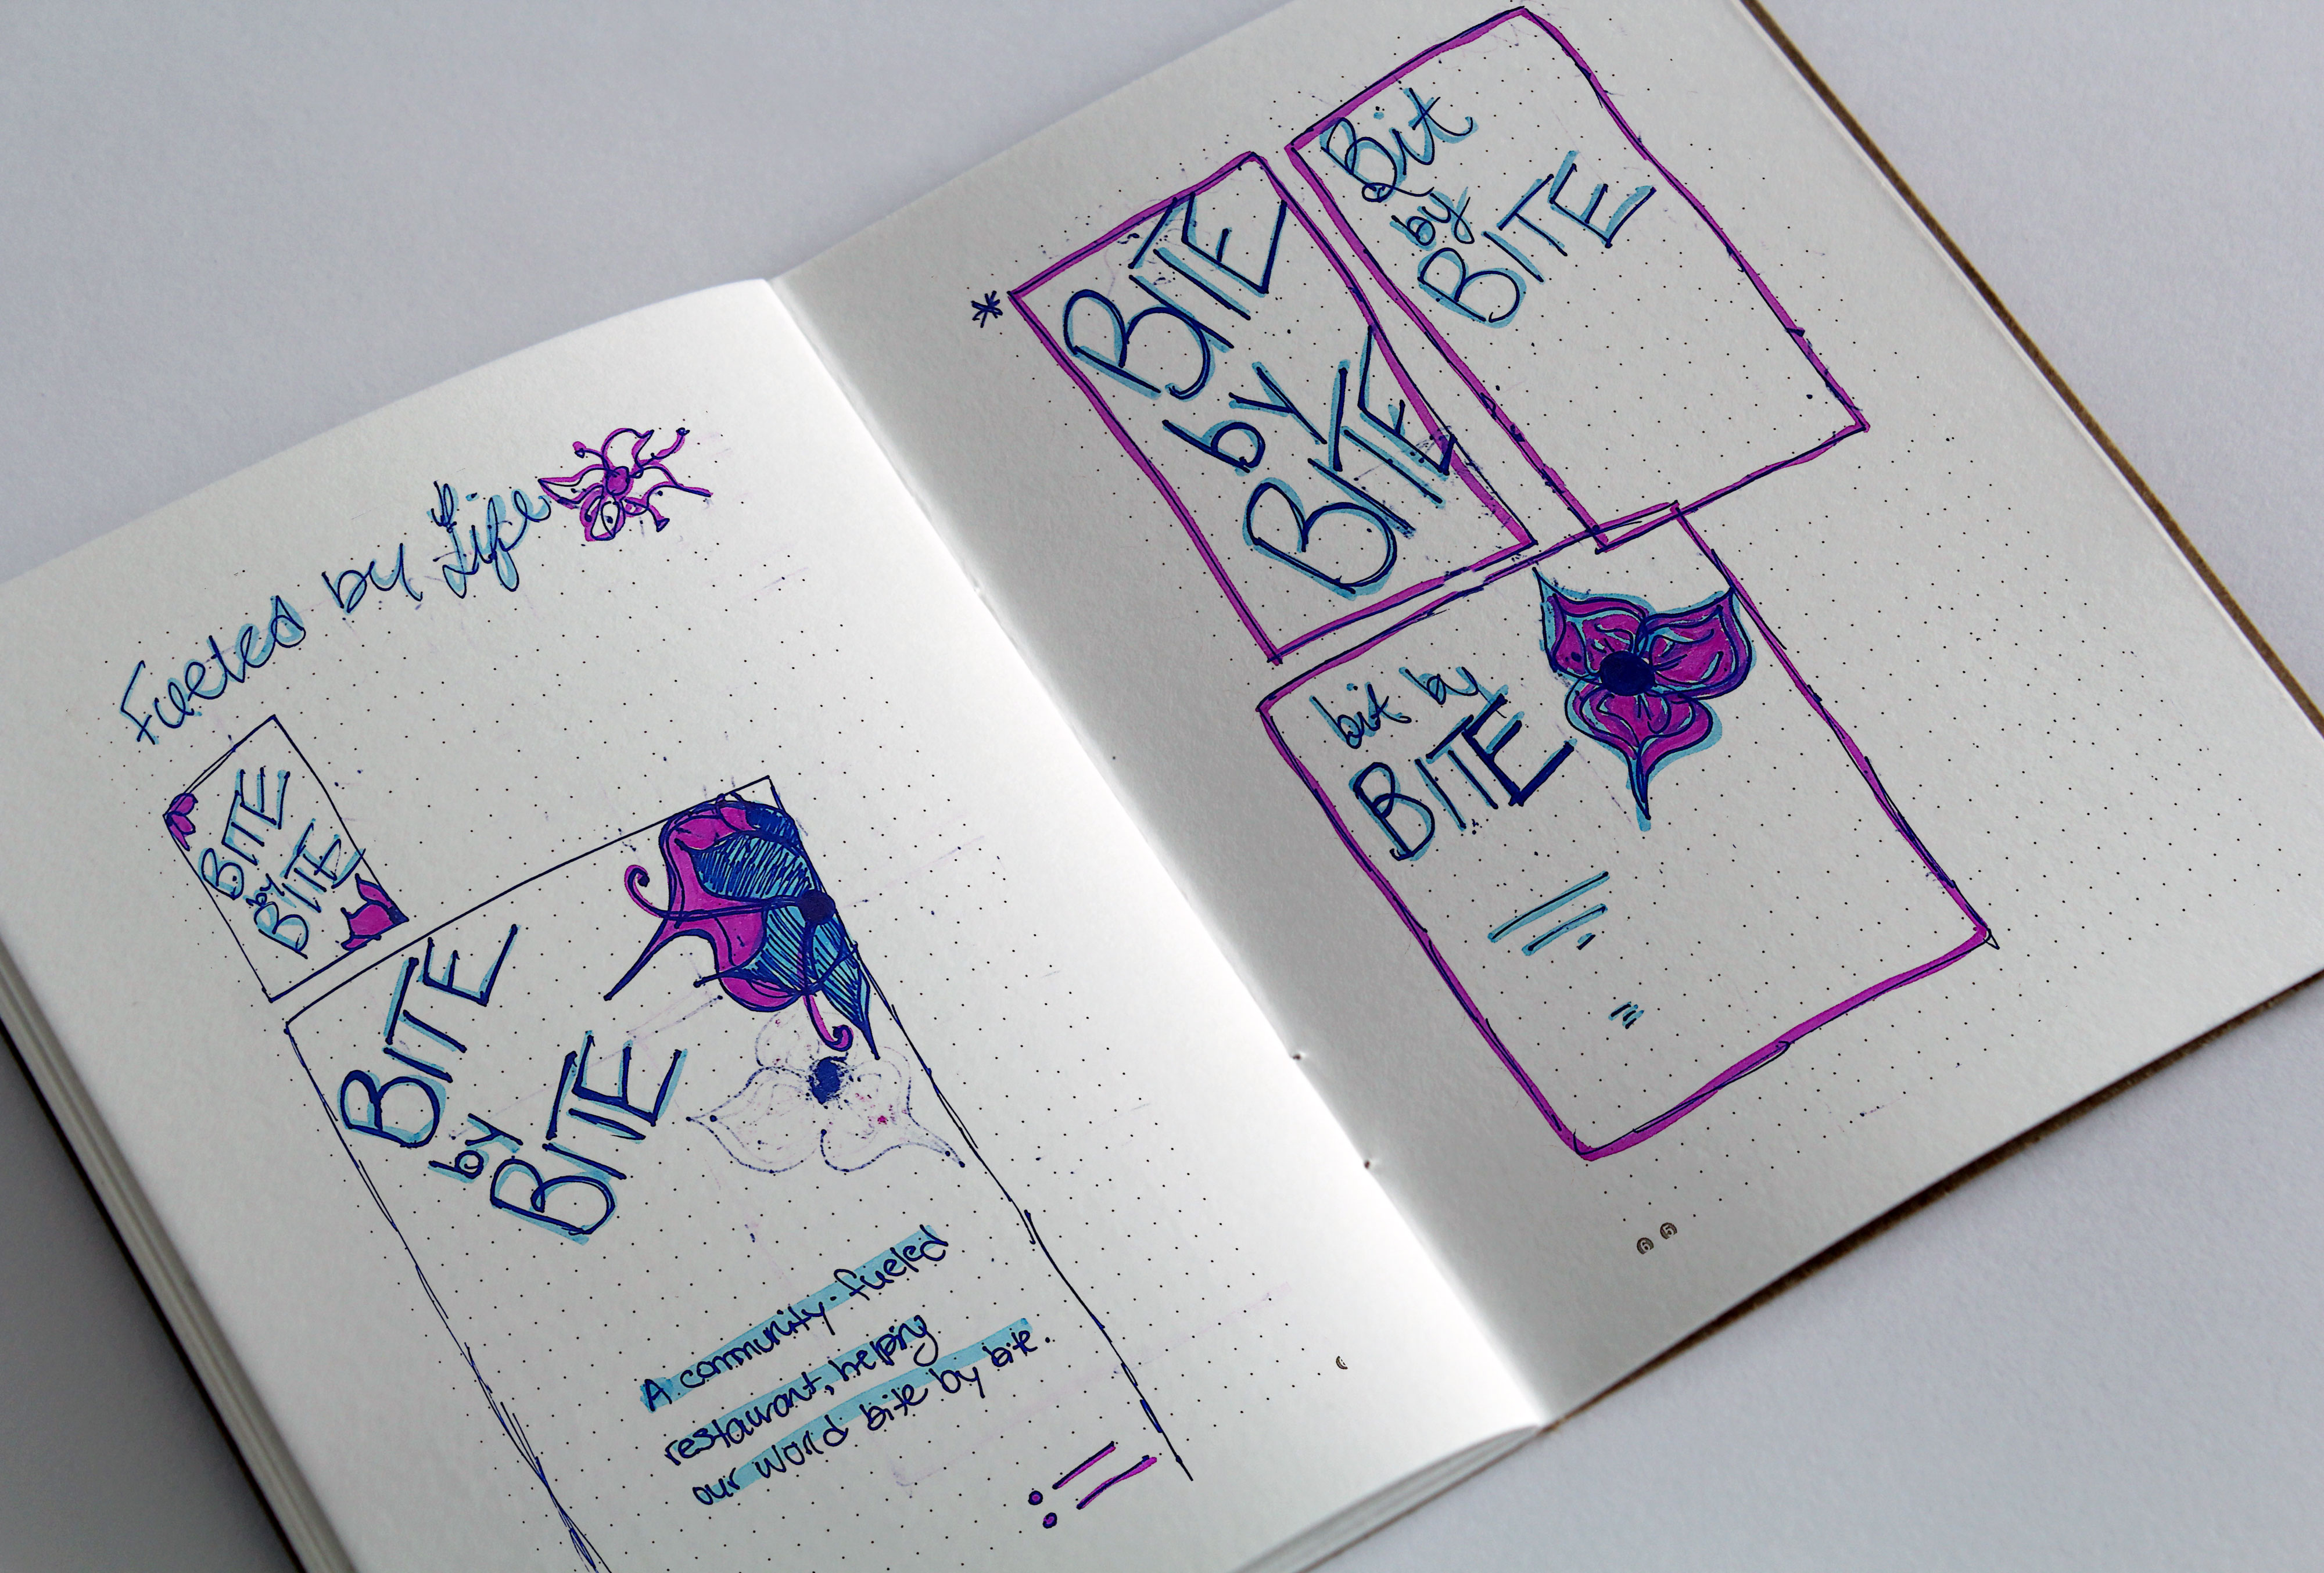 Fueled by Life
BITE
by
BITE
BITE
by
BITE
A community-fueled
restaurant, helping
our world bite by bite.
*
BITE
by
BITE
Bit
by
BITE
bit by
BITE